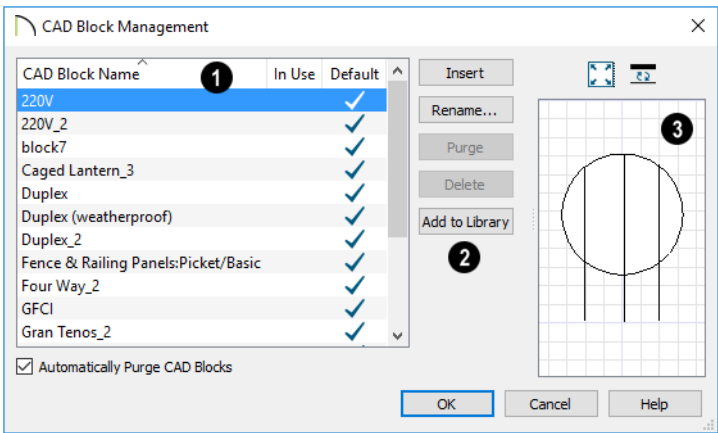 CAD Block Management
CAD Block Name In Use Default
1
220V
220V_2
block7
Caged Lantern_3
Duplex
Duplex (weatherproof)
Duplex_2
Fence & Railing Panels:Picket/Basic
Four Way_2
GFCI
Gran Tenos_2
Automatically Purge CAD Blocks
Insert
Rename...
Purge
Delete
Add to Library
2
3
OK Cancel Help